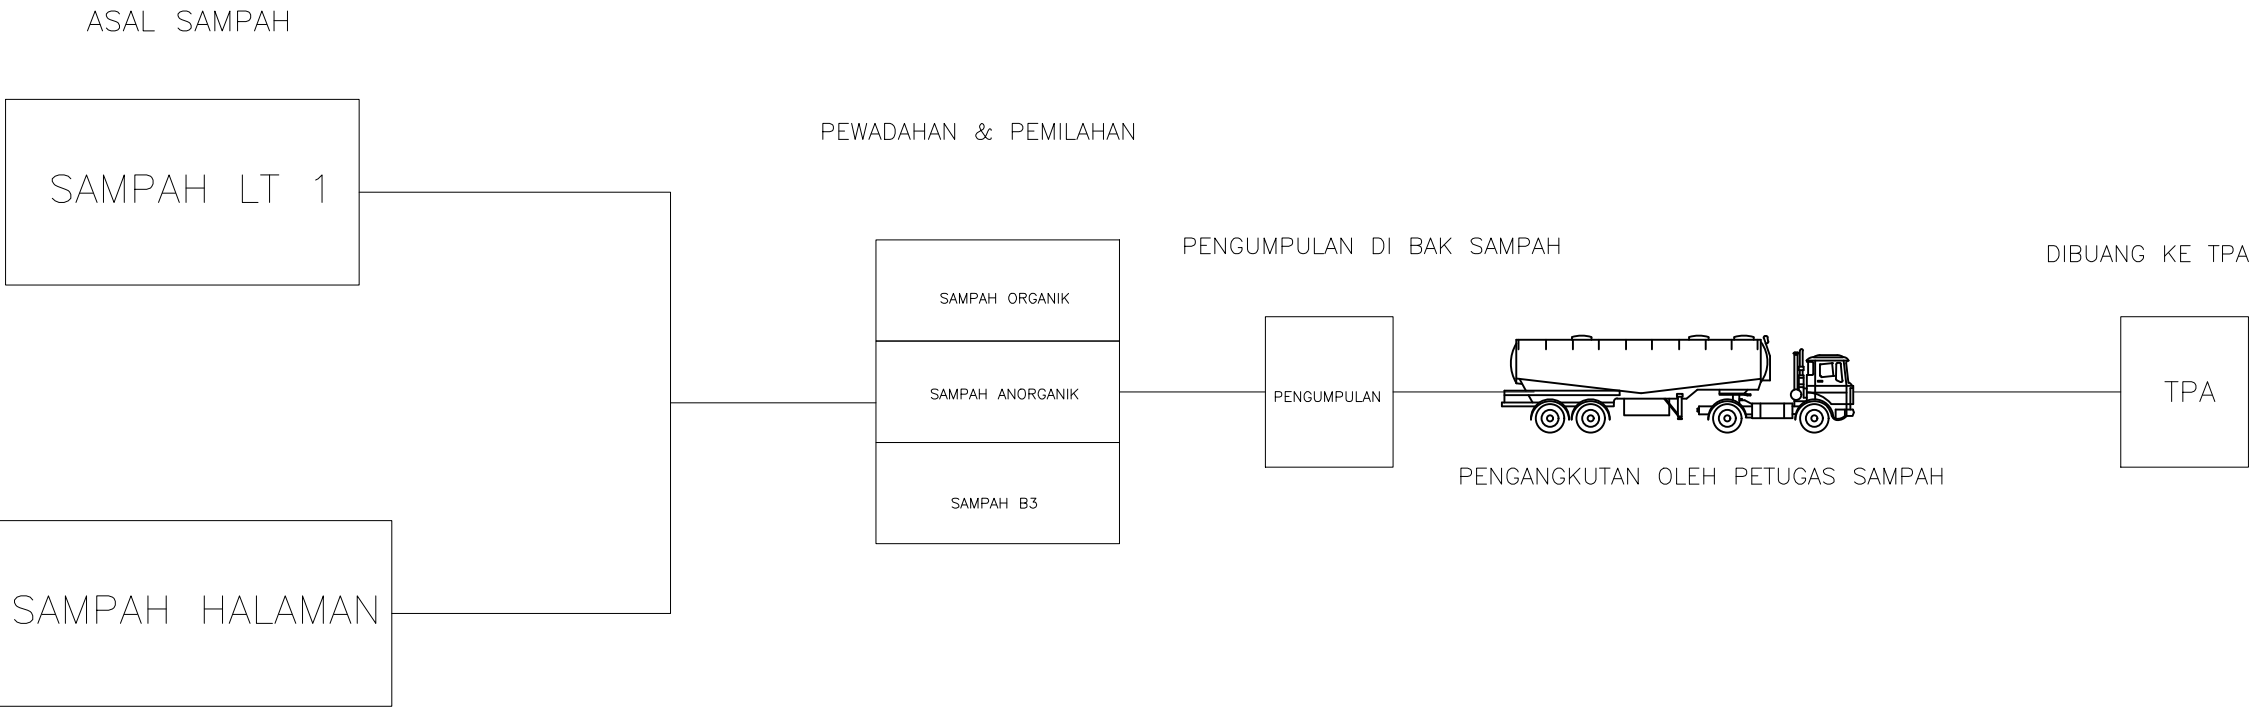 ASAL SAMPAH
SAMPAH LT 1
SAMPAH HALAMAN
PEWADAHAN & PEMILAHAN
SAMPAH ORGANIK
SAMPAH ANORGANIK
SAMPAH B3
PENGUMPULAN DI BAK SAMPAH
PENGUMPULAN
PENGANGKUTAN OLEH PETUGAS SAMPAH
DIBUANG KE TPA
TPA